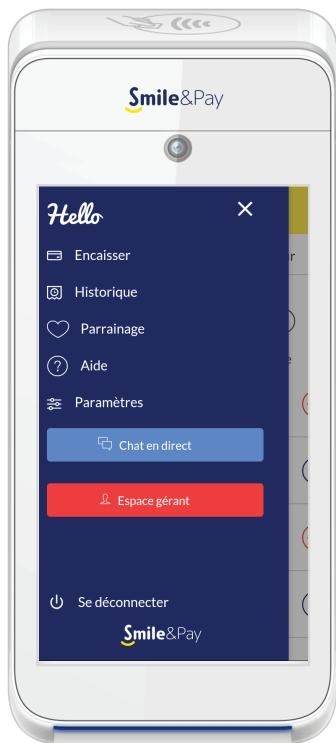 Smile&Pay
Hello
Encaisser
r
Historique
Parrainage
Aide
Paramètres
Chat en direct
Espace gérant
Se déconnecter
Smile&Pay